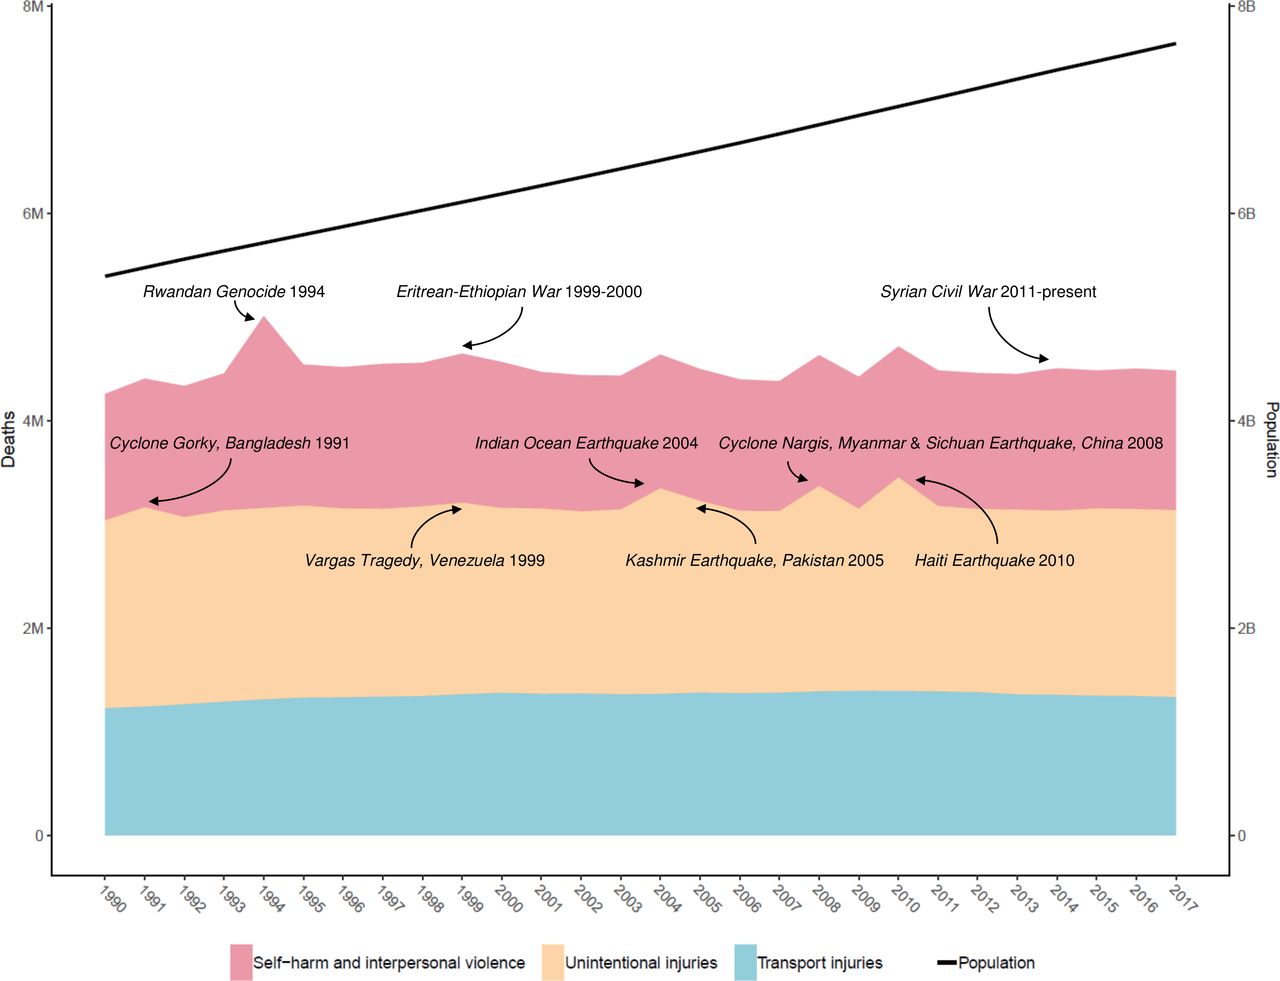 8M
8B
6M
6B
Rwandan Genocide 1994
Eritrean-Ethiopian War 1999-2000
Syrian Civil War 2011-present
4M
4B
Deaths
Population
Cyclone Gorky, Bangladesh 1991
Indian Ocean Earthquake 2004
Cyclone Nargis, Myanmar & Sichuan Earthquake, China 2008
Vargas Tragedy, Venezuela 1999
Kashmir Earthquake, Pakistan 2005
Haiti Earthquake 2010
2M
2B
0
0
1990 1991 1992 1993 1994 1995 1996 1997 1998 1999 2000 2001 2002 2003 2004 2005 2006 2007 2008 2009 2010 2011 2012 2013 2014 2015 2016 2017
Self−harm and interpersonal violence Unintentional injuries Transport injuries Population